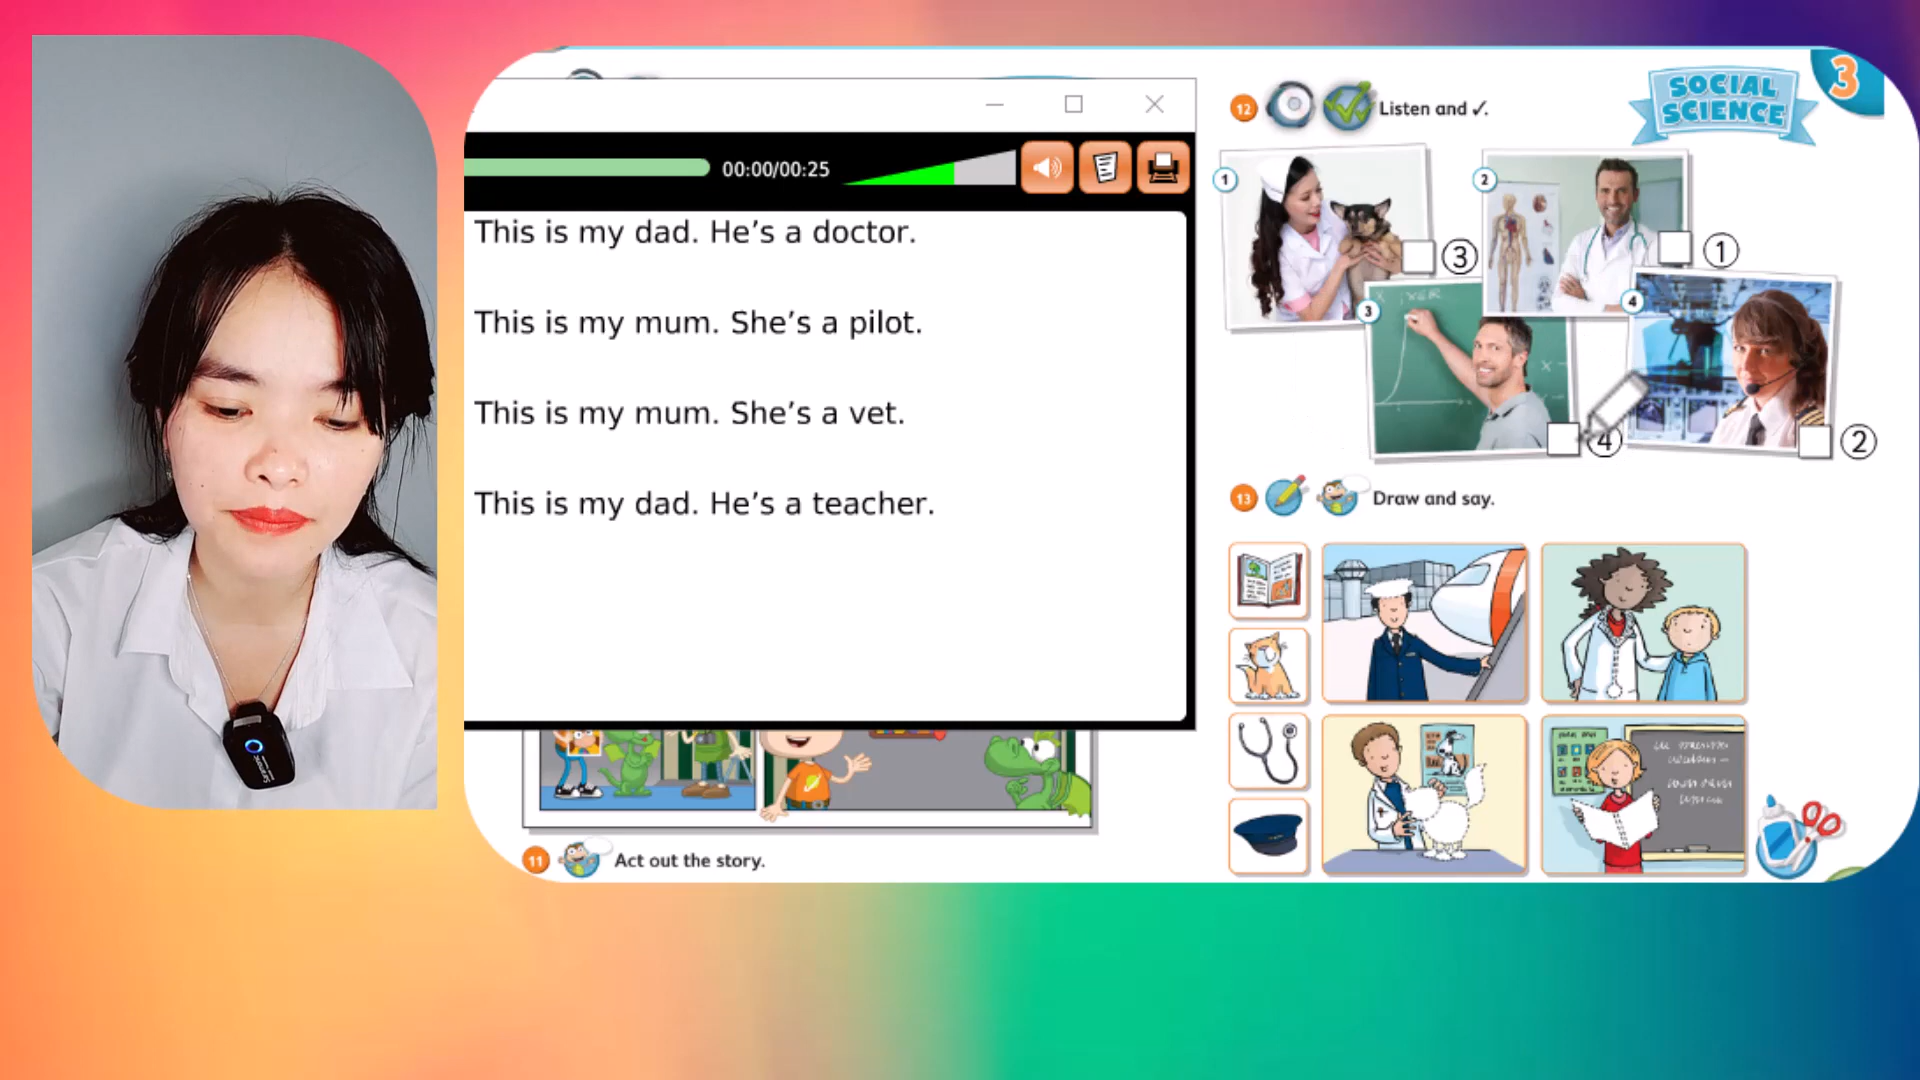 00:00/00:25
This is my dad. He's a doctor.
This is my mum. She's a pilot.
This is my mum. She's a vet.
This is my dad. He's a teacher.
11 Act out the story.
3
SOCIAL
SCIENCE
12 Listen and ✓.
1
③
2
①
3
④
4
②
13 Draw and say.